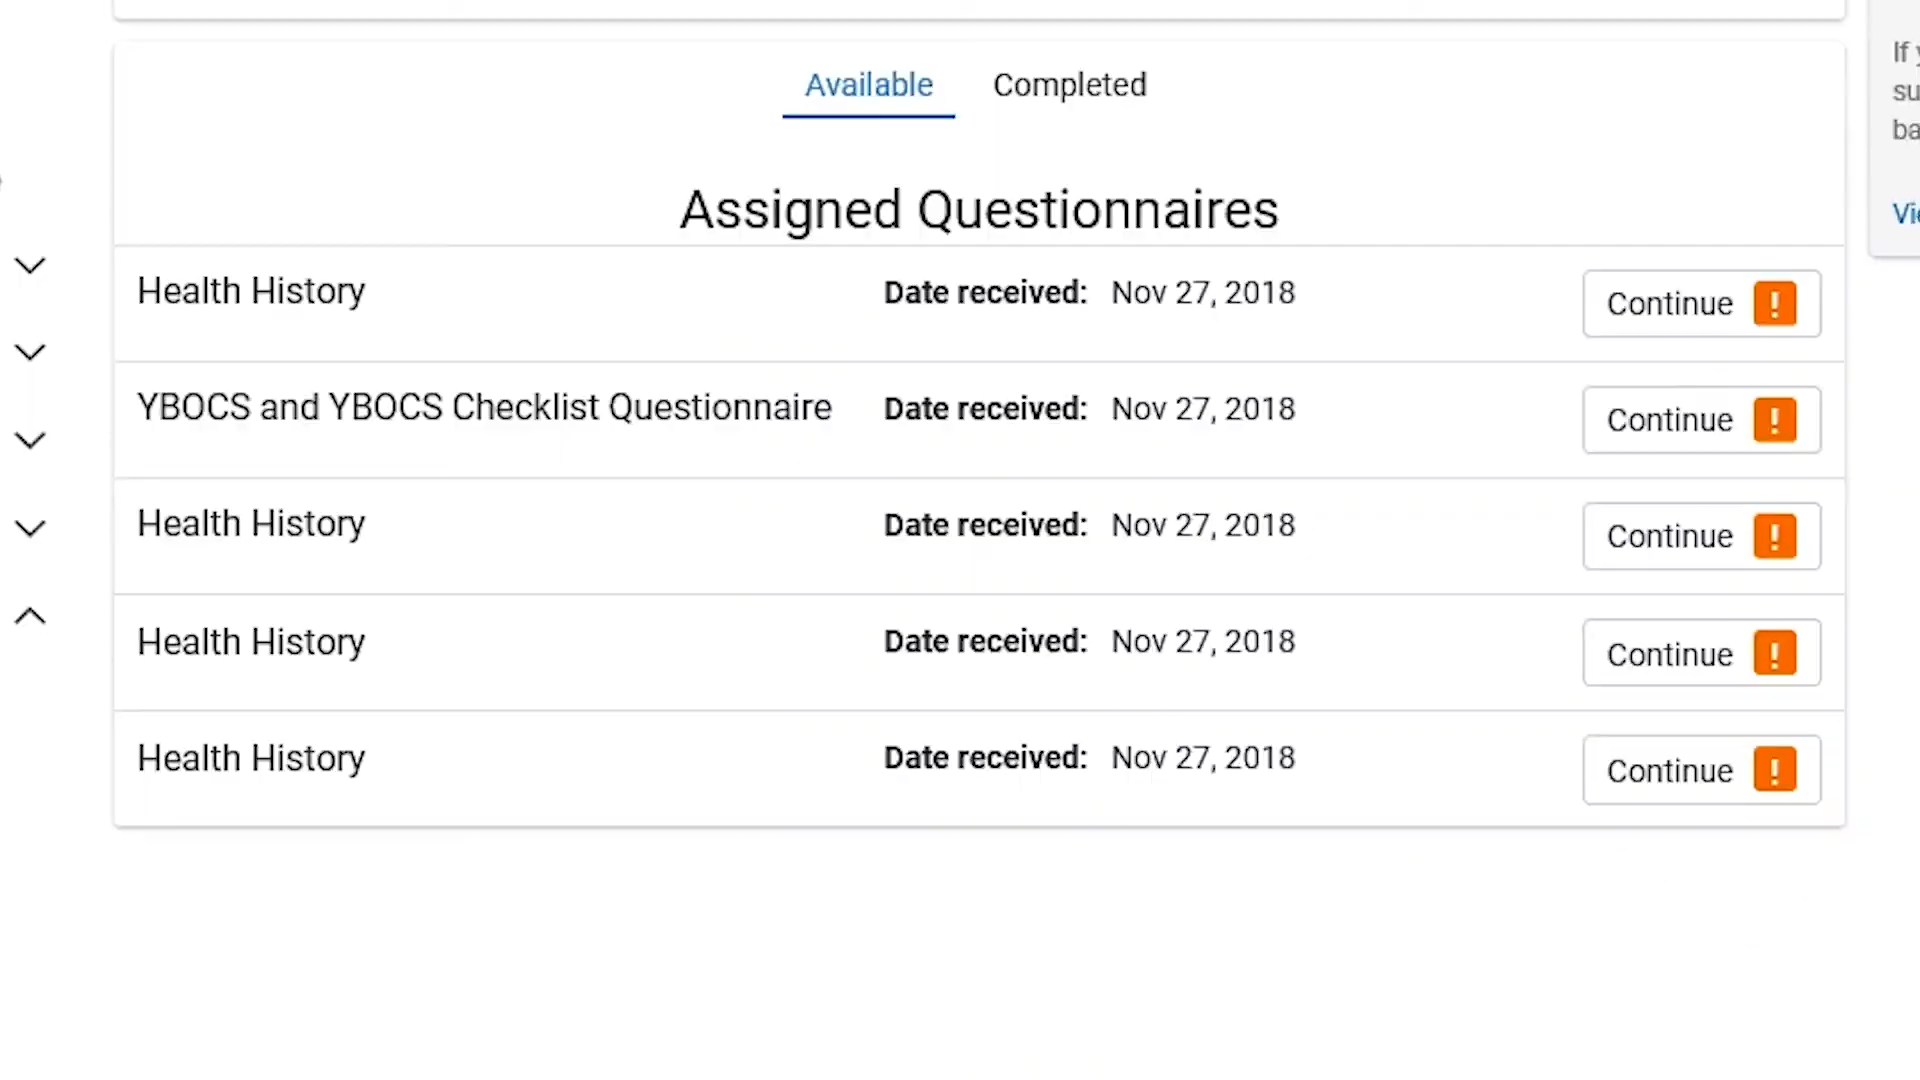 Available Completed
Assigned Questionnaires
Health History Date received: Nov 27, 2018 Continue !
YBOCS and YBOCS Checklist Questionnaire Date received: Nov 27, 2018 Continue !
Health History Date received: Nov 27, 2018 Continue !
Health History Date received: Nov 27, 2018 Continue !
Health History Date received: Nov 27, 2018 Continue !
If